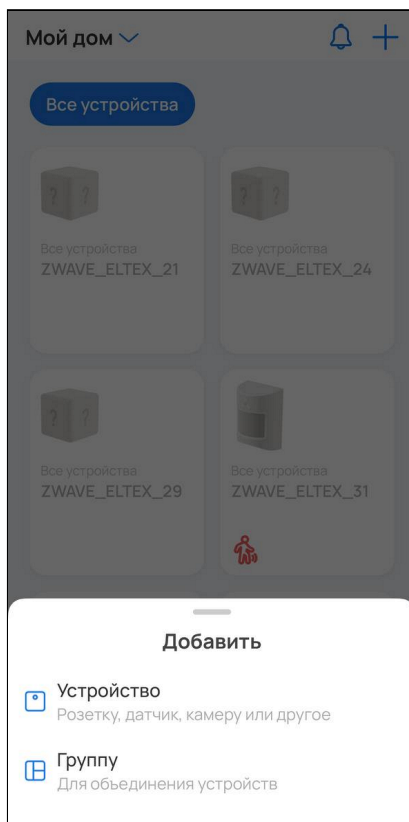 Мой дом
Все устройства
? ?
? ?
Все устройства
ZWAVE_ELTEX_21
Все устройства
ZWAVE_ELTEX_24
? ?
Все устройства
ZWAVE_ELTEX_29
Все устройства
ZWAVE_ELTEX_31
Добавить
Устройство
Розетку, датчик, камеру или другое
Группу
Для объединения устройств